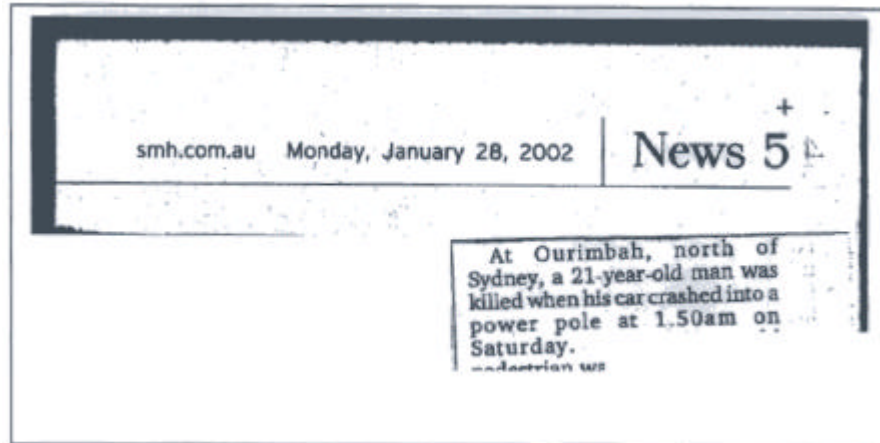 smh.com.au Monday, January 28, 2002 News 5
At Ourimbah, north of
Sydney, a 21-year-old man was
killed when his car crashed into a
power pole at 1.50am on
Saturday.
pedestrian